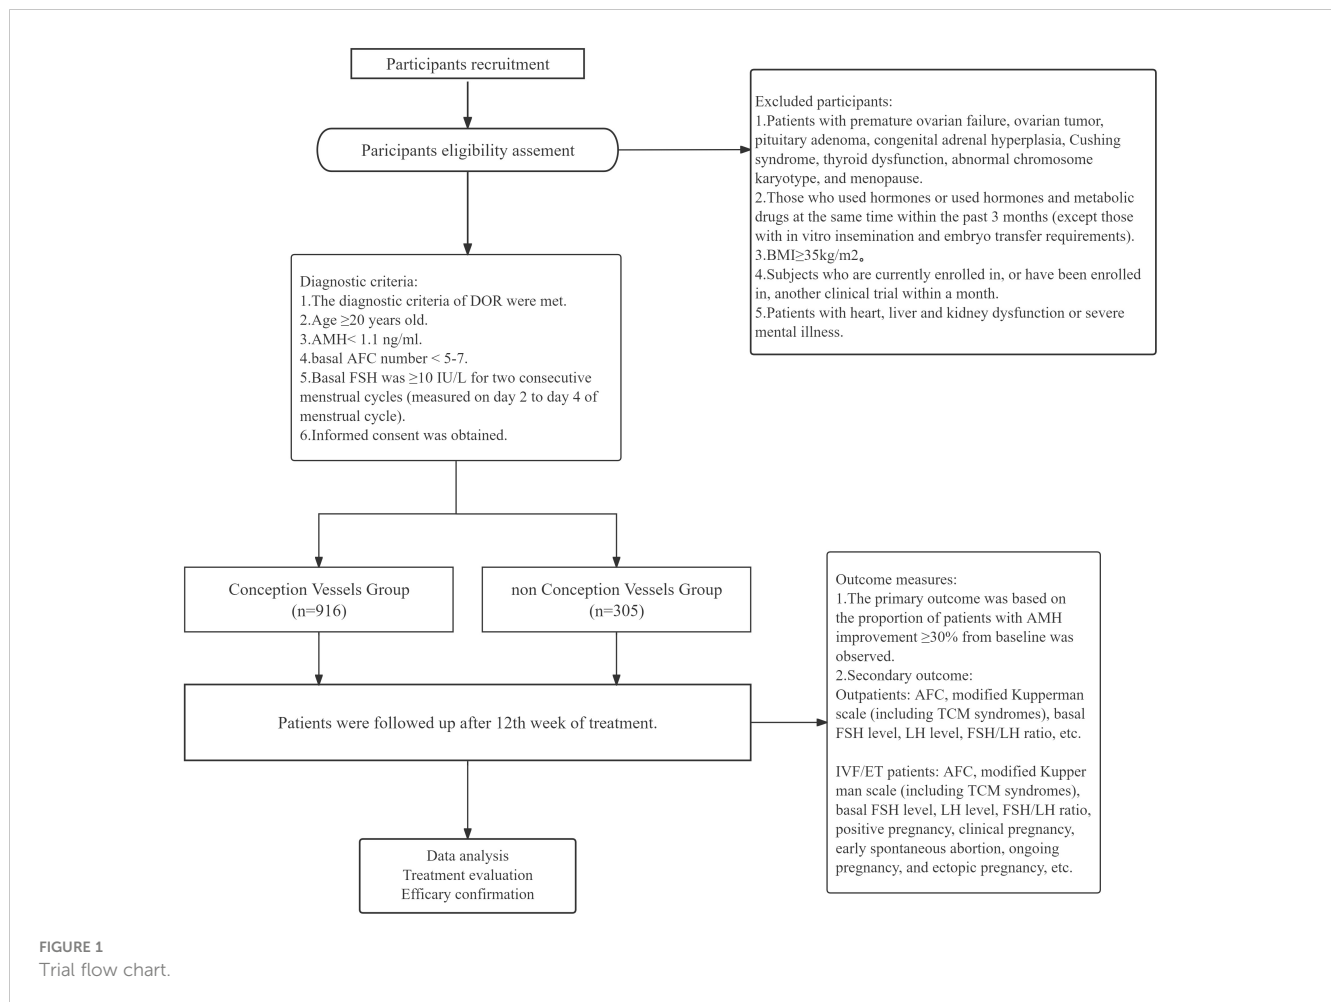 Participants recruitment
Paricipants eligibility assement
Excluded participants:
1.Patients with premature ovarian failure, ovarian tumor,
pituitary adenoma, congenital adrenal hyperplasia, Cushing
syndrome, thyroid dysfunction, abnormal chromosome
karyotype, and menopause.
2.Those who used hormones or used hormones and metabolic
drugs at the same time within the past 3 months (except those
with in vitro insemination and embryo transfer requirements).
3.BMI≥35kg/m2。
4.Subjects who are currently enrolled in, or have been enrolled
in, another clinical trial within a month.
5.Patients with heart, liver and kidney dysfunction or severe
mental illness.
Diagnostic criteria:
1.The diagnostic criteria of DOR were met.
2.Age ≥20 years old.
3.AMH< 1.1 ng/ml.
4.basal AFC number < 5-7.
5.Basal FSH was ≥10 IU/L for two consecutive
menstrual cycles (measured on day 2 to day 4 of
menstrual cycle).
6.Informed consent was obtained.
Conception Vessels Group
(n=916)
non Conception Vessels Group
(n=305)
Patients were followed up after 12th week of treatment.
Outcome measures:
1.The primary outcome was based on
the proportion of patients with AMH
improvement ≥30% from baseline was
observed.
2.Secondary outcome:
Outpatients: AFC, modified Kupperman
scale (including TCM syndromes), basal
FSH level, LH level, FSH/LH ratio, etc.
IVF/ET patients: AFC, modified Kupper
man scale (including TCM syndromes),
basal FSH level, LH level, FSH/LH ratio,
positive pregnancy, clinical pregnancy,
early spontaneous abortion, ongoing
pregnancy, and ectopic pregnancy, etc.
Data analysis
Treatment evaluation
Efficary confirmation
FIGURE 1
Trial flow chart.